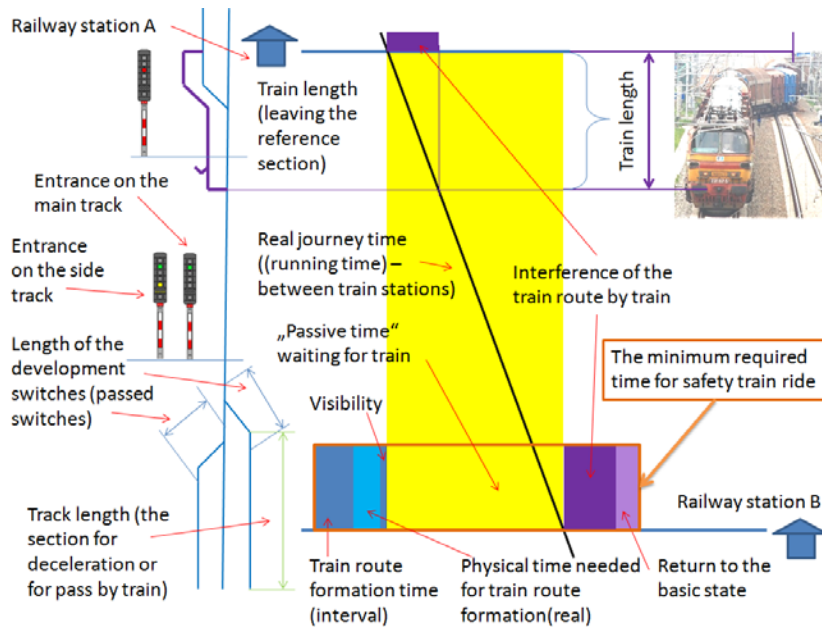 Railway station A
Train length
(leaving the
reference
section)
Train length
Entrance on the
main track
Entrance
on the side
track
Real journey time
((running time) –
between train stations)
Interference of the
train route by train
„Passive time“
waiting for train
Length of the
development
switches (passed
switches)
The minimum required
time for safety train ride
Visibility
Railway station B
Track length (the
section for
deceleration or
for pass by train)
Train route
formation time
(interval)
Physical time needed
for train route
formation(real)
Return to the
basic state